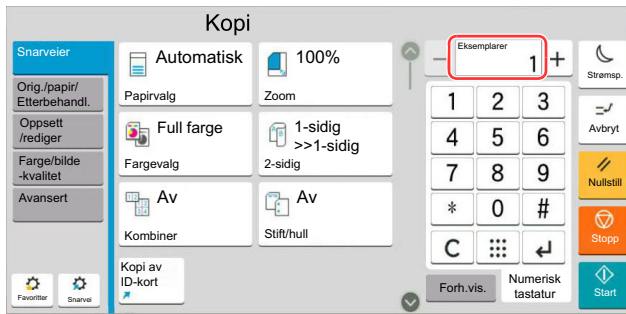 Kopi
Snarveier
Orig./papir/
Etterbehandl.
Oppsett
/rediger
Farge/bilde
-kvalitet
Avansert
Favoritter
Snarvei
Automatisk
Papirvalg
100%
Zoom
Full farge
Fargevalg
1-sidig
>>1-sidig
2-sidig
Av
Kombiner
Av
Stift/hull
Kopi av
ID-kort
Eksemplarer
− 1 +
1 2 3
4 5 6
7 8 9
* 0 #
C
Forh.vis.
Numerisk
tastatur
Strømsp.
Avbryt
Nullstill
Stopp
Start